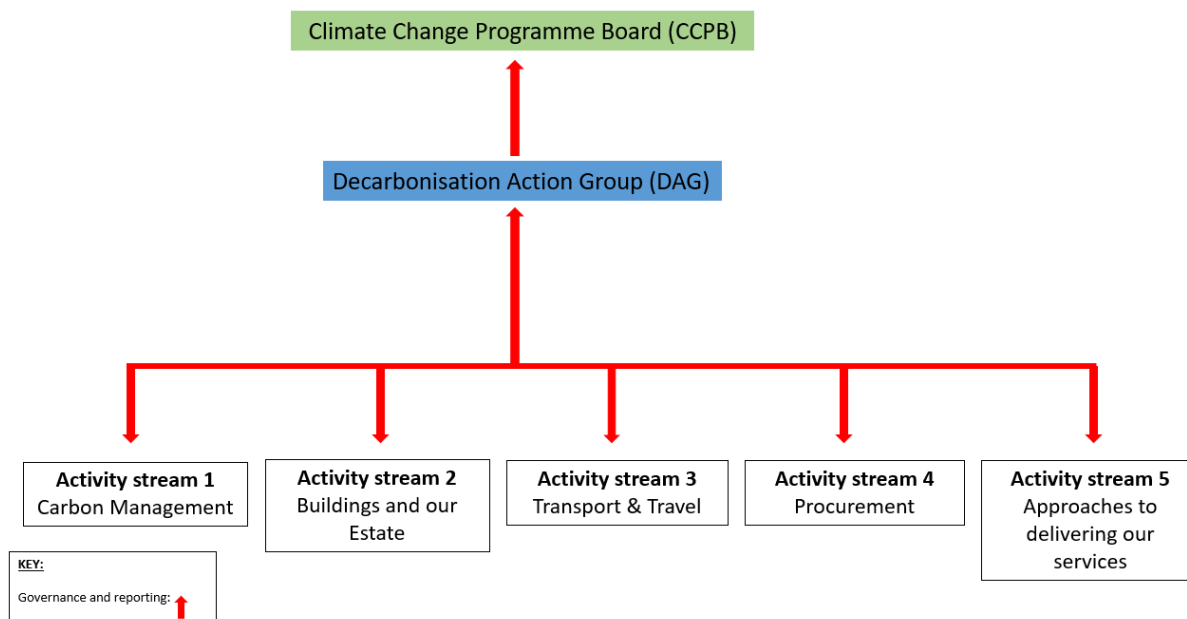 Climate Change Programme Board (CCPB)
Decarbonisation Action Group (DAG)
Activity stream 1
Carbon Management
Activity stream 2
Buildings and our
Estate
Activity stream 3
Transport & Travel
Activity stream 4
Procurement
Activity stream 5
Approaches to
delivering our
services
KEY:
Governance and reporting: